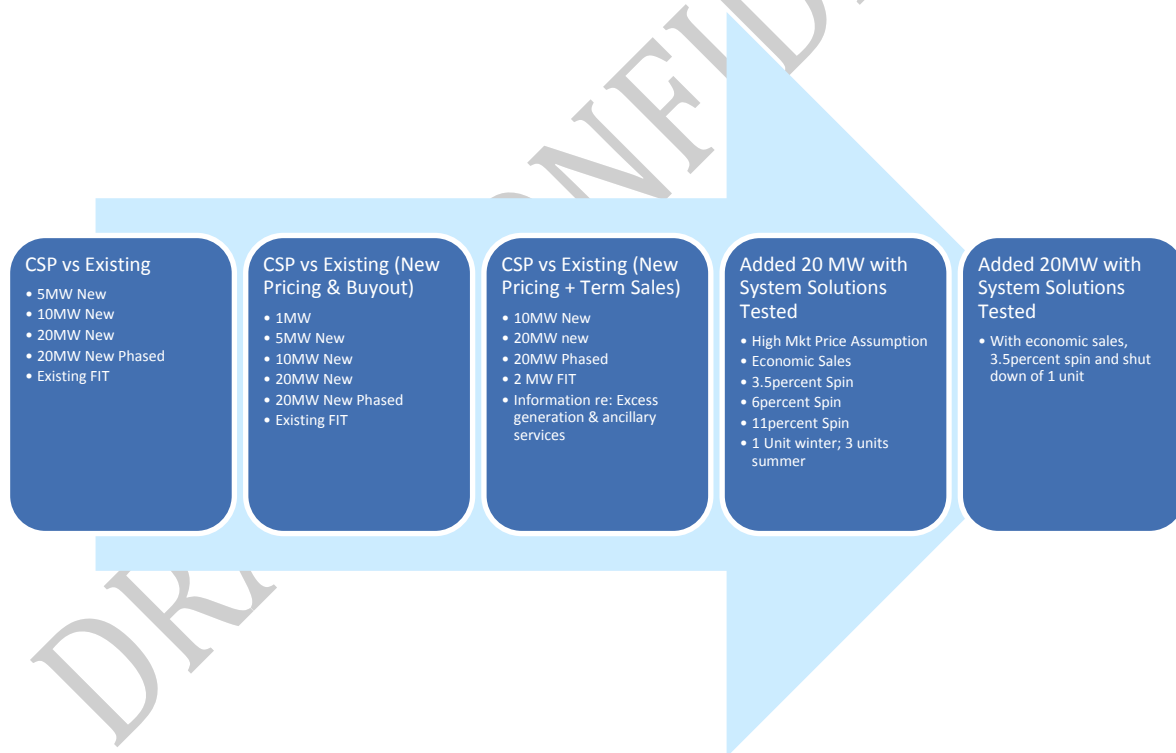 CSP vs Existing
• 5MW New
• 10MW New
• 20MW New
• 20MW New Phased
• Existing FIT
CSP vs Existing (New
Pricing & Buyout)
• 1MW
• 5MW New
• 10MW New
• 20MW New
• 20MW New Phased
• Existing FIT
CSP vs Existing (New
Pricing + Term Sales)
• 10MW New
• 20MW new
• 20MW Phased
• 2 MW FIT
• Information re: Excess
generation & ancillary
services
Added 20 MW with
System Solutions
Tested
• High Mkt Price Assumption
• Economic Sales
• 3.5percent Spin
• 6percent Spin
• 11percent Spin
• 1 Unit winter; 3 units
summer
Added 20MW with
System Solutions
Tested
• With economic sales,
3.5percent spin and shut
down of 1 unit